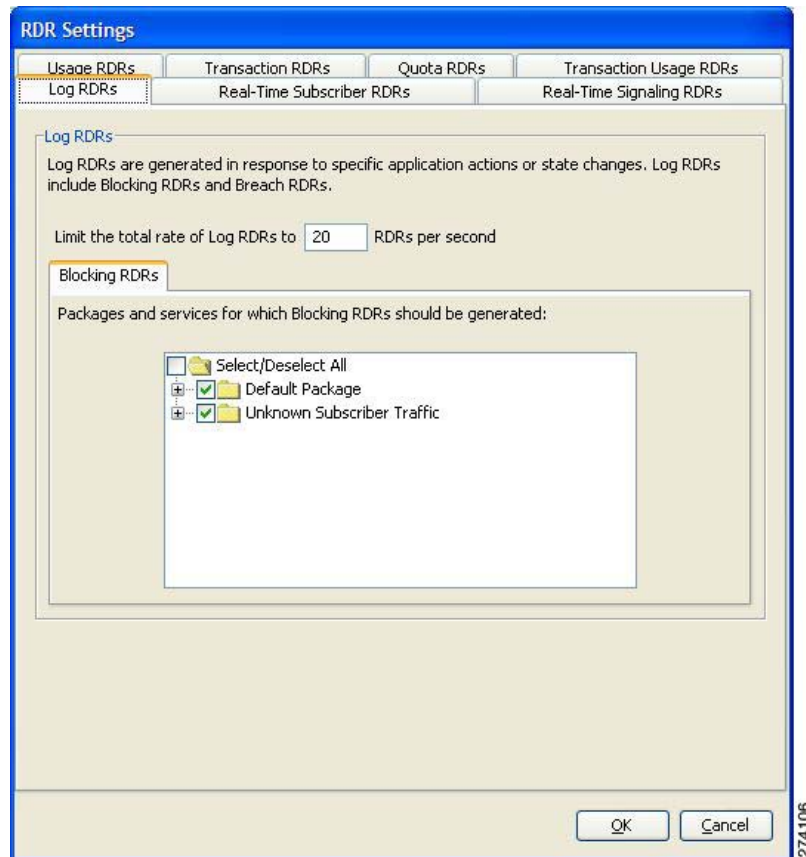 RDR Settings
Usage RDRs
Transaction RDRs
Quota RDRs
Transaction Usage RDRs
Log RDRs
Real-Time Subscriber RDRs
Real-Time Signaling RDRs
Log RDRs
Log RDRs are generated in response to specific application actions or state changes. Log RDRs
include Blocking RDRs and Breach RDRs.
Limit the total rate of Log RDRs to 20 RDRs per second
Blocking RDRs
Packages and services for which Blocking RDRs should be generated:
Select/Deselect All
Default Package
Unknown Subscriber Traffic
OK
Cancel
274106